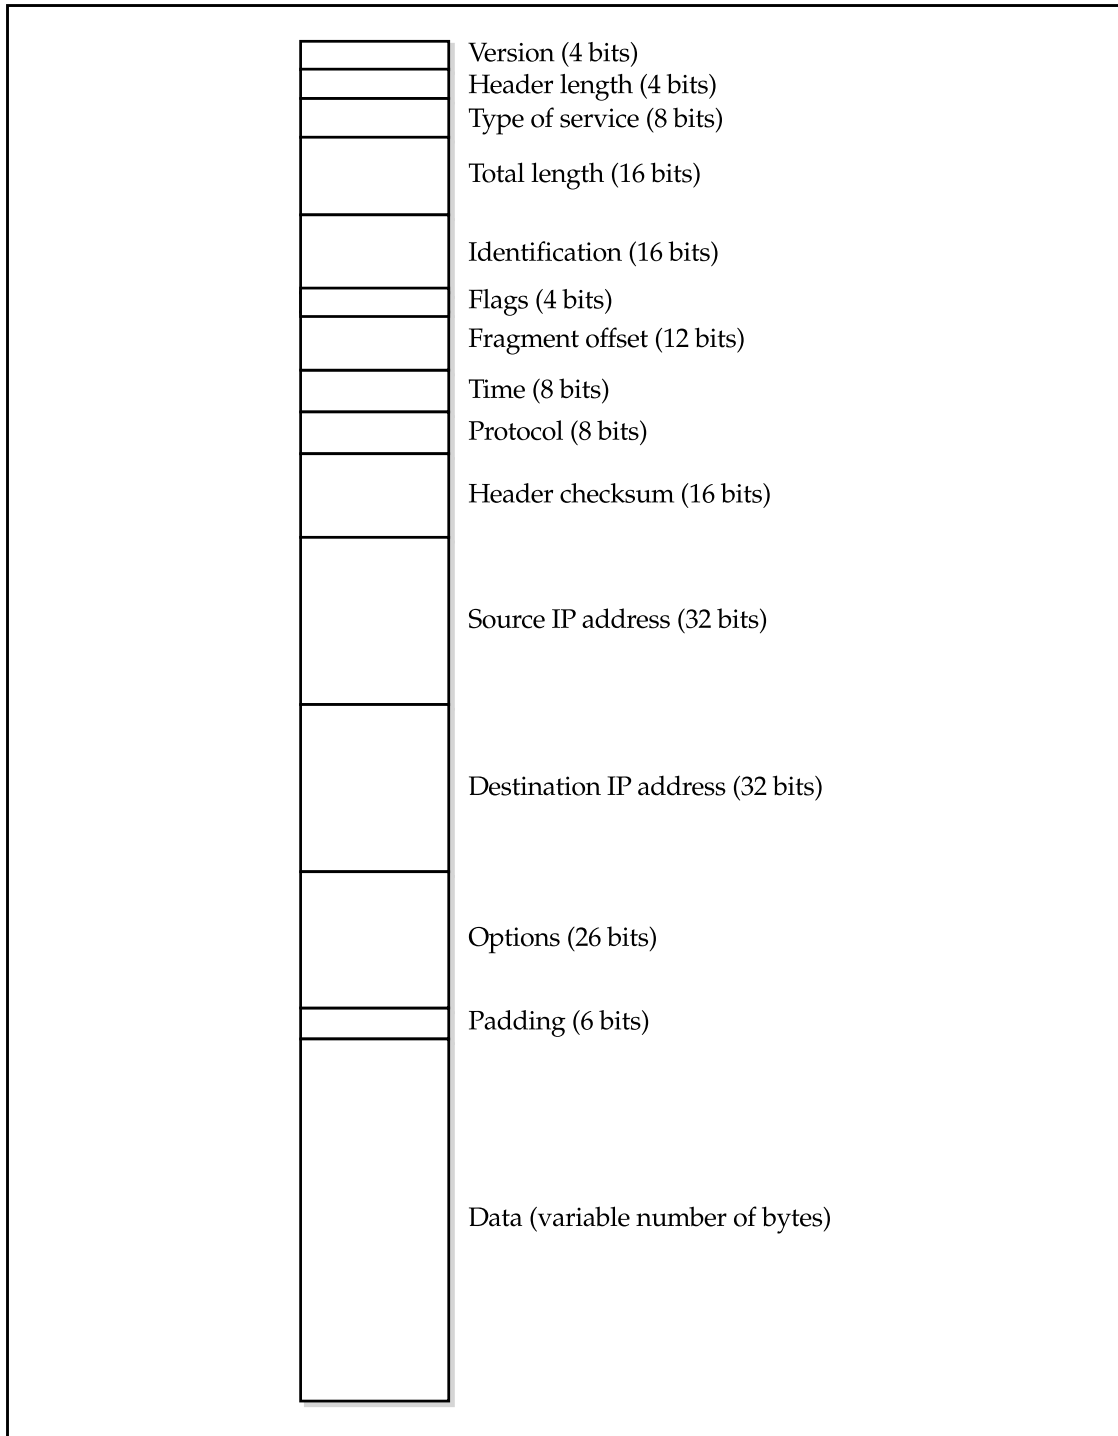 Version (4 bits)
Header length (4 bits)
Type of service (8 bits)
Total length (16 bits)
Identification (16 bits)
Flags (4 bits)
Fragment offset (12 bits)
Time (8 bits)
Protocol (8 bits)
Header checksum (16 bits)
Source IP address (32 bits)
Destination IP address (32 bits)
Options (26 bits)
Padding (6 bits)
Data (variable number of bytes)